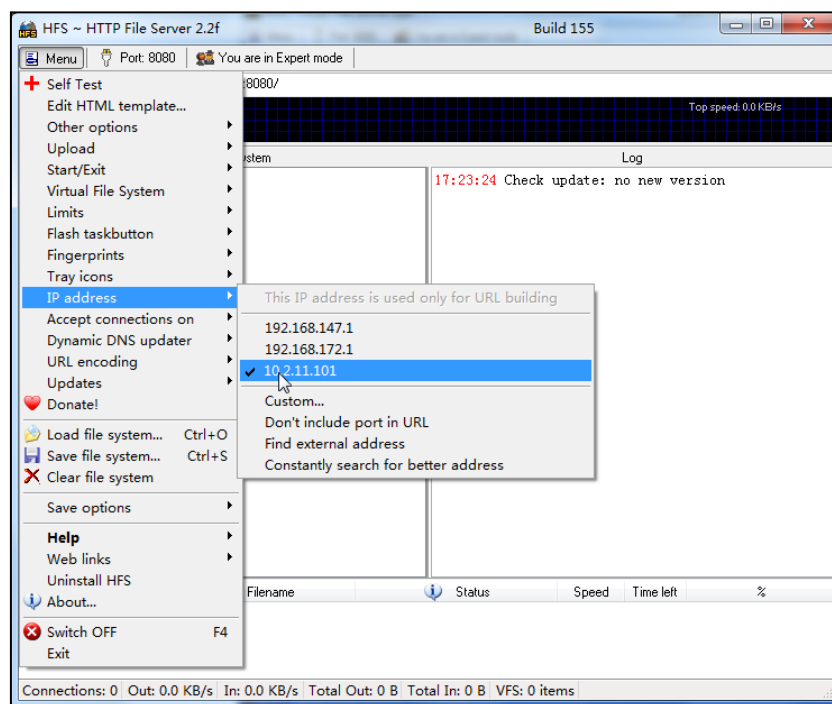 HFS ~ HTTP File Server 2.2f
Build 155
Menu
Port: 8080
You are in Expert mode
:8080/
Top speed: 0.0 KB/s
Log
17:23:24 Check update: no new version
Self Test
Edit HTML template...
Other options
Upload
Start/Exit
Virtual File System
Limits
Flash taskbutton
Fingerprints
Tray icons
IP address
Accept connections on
Dynamic DNS updater
URL encoding
Updates
Donate!
Load file system... Ctrl+O
Save file system... Ctrl+S
Clear file system
Save options
Help
Web links
Uninstall HFS
About...
Switch OFF F4
Exit
This IP address is used only for URL building
192.168.147.1
192.168.172.1
10.2.11.101
Custom...
Don't include port in URL
Find external address
Constantly search for better address
Filename
Status
Speed
Time left
%
Connections: 0
Out: 0.0 KB/s
In: 0.0 KB/s
Total Out: 0 B
Total In: 0 B
VFS: 0 items